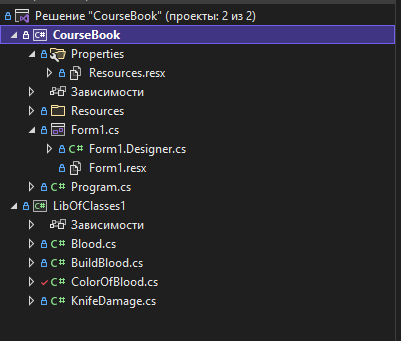 Решение "CourseBook" (проекты: 2 из 2)
C# CourseBook
Properties
Resources.resx
Зависимости
Resources
Form1.cs
C# Form1.Designer.cs
Form1.resx
C# Program.cs
C# LibOfClasses1
Зависимости
C# Blood.cs
C# BuildBlood.cs
C# ColorOfBlood.cs
C# KnifeDamage.cs